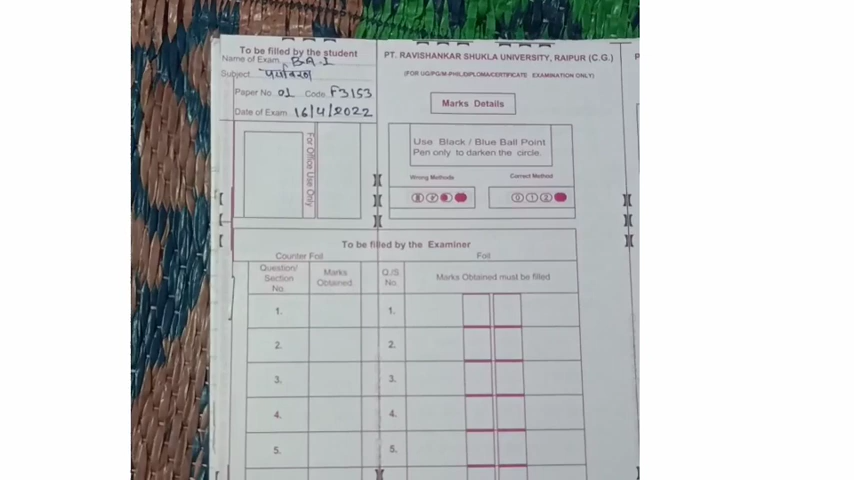 To be filled by the student
Name of Exam. B.A-I
Subject. पर्यावरण
Paper No. 01 Code F3153
Date of Exam 16/4/2022
For Office Use Only
PT. RAVISHANKAR SHUKLA UNIVERSITY, RAIPUR (C.G.)
(FOR UG/PG/M-PHIL/DIPLOMA/CERTIFICATE EXAMINATION ONLY)
Marks Details
Use Black / Blue Ball Point
Pen only to darken the circle.
Wrong Methods
Correct Method
0 1 2
To be filled by the Examiner
Counter Foil
Foil
Question/
Section
No.
Marks
Obtained
Q./S
No.
Marks Obtained must be filled
1. 1.
2. 2.
3. 3.
4. 4.
5. 5.